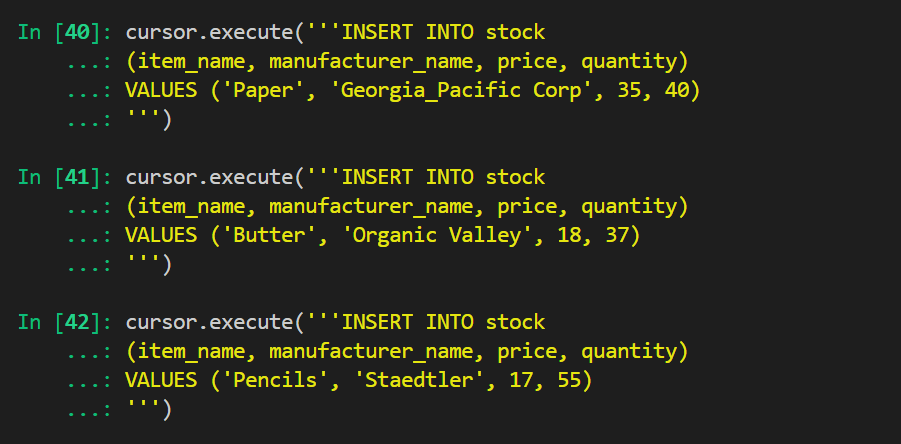 In [40]: cursor.execute('''INSERT INTO stock
...: (item_name, manufacturer_name, price, quantity)
...: VALUES ('Paper', 'Georgia_Pacific Corp', 35, 40)
...: ''')
In [41]: cursor.execute('''INSERT INTO stock
...: (item_name, manufacturer_name, price, quantity)
...: VALUES ('Butter', 'Organic Valley', 18, 37)
...: ''')
In [42]: cursor.execute('''INSERT INTO stock
...: (item_name, manufacturer_name, price, quantity)
...: VALUES ('Pencils', 'Staedtler', 17, 55)
...: ''')